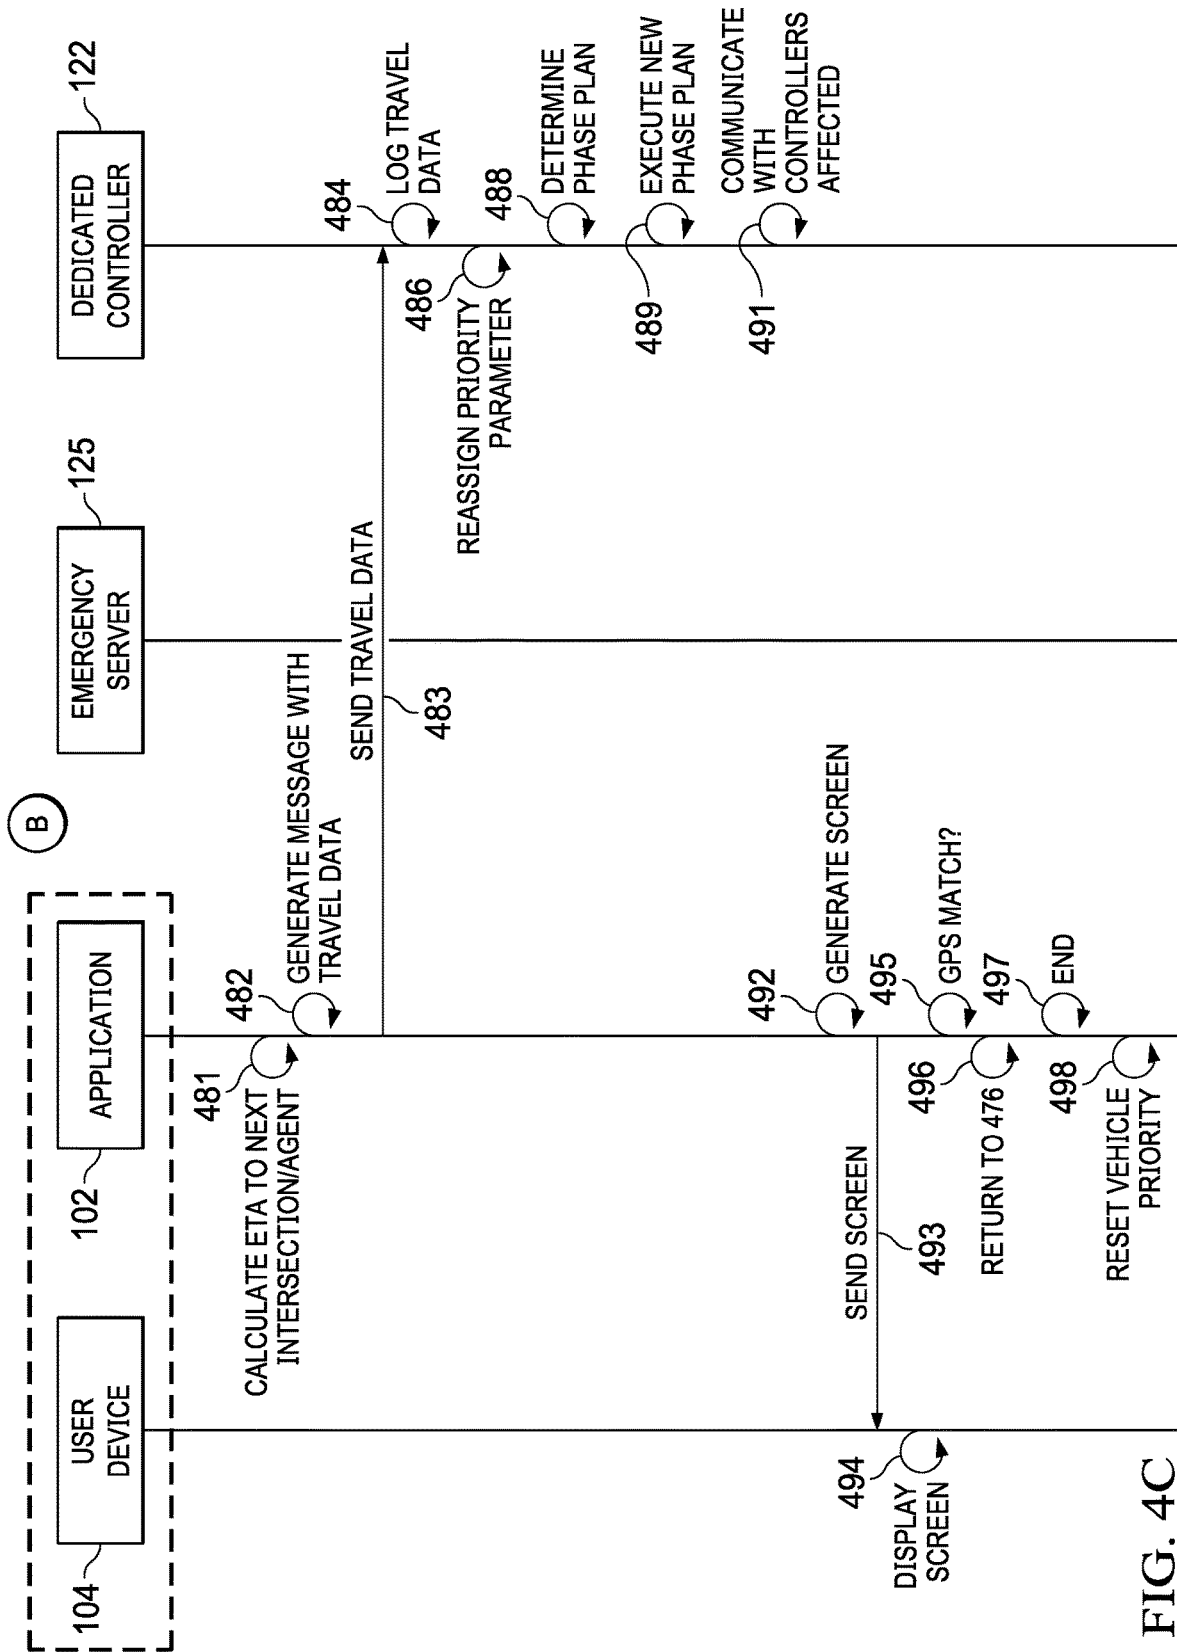 B
USER
DEVICE
104
APPLICATION
102
EMERGENCY
SERVER
125
DEDICATED
CONTROLLER
122
481
CALCULATE ETA TO NEXT
INTERSECTION/AGENT
482
GENERATE MESSAGE WITH
TRAVEL DATA
SEND TRAVEL DATA
483
484
LOG TRAVEL
DATA
486
REASSIGN PRIORITY
PARAMETER
488
DETERMINE
PHASE PLAN
489
EXECUTE NEW
PHASE PLAN
491
COMMUNICATE
WITH
CONTROLLERS
AFFECTED
492
GENERATE SCREEN
SEND SCREEN
493
494
DISPLAY
SCREEN
495
GPS MATCH?
496
RETURN TO 476
497
END
498
RESET VEHICLE
PRIORITY
FIG. 4C